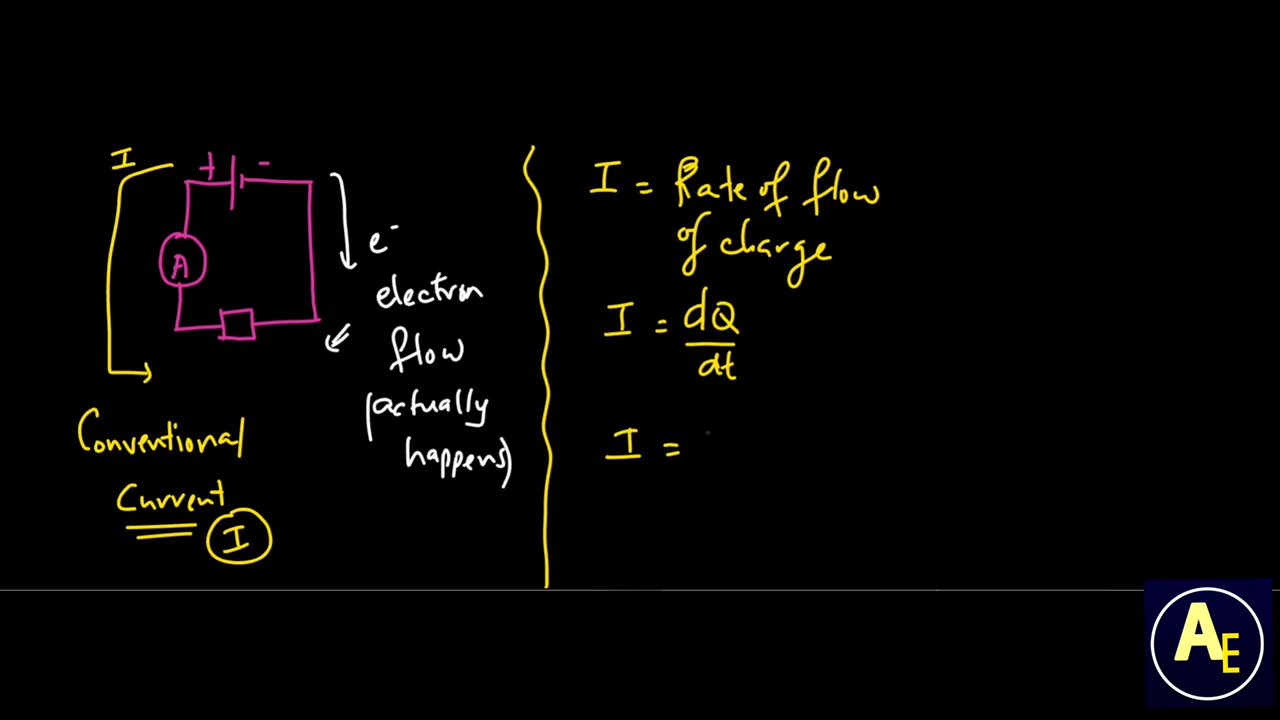 I
+ -
A
e-
electron
flow
(actually
happens)
Conventional
Current
I
I = Rate of flow
of charge
I = dQ
dt
I =
AE